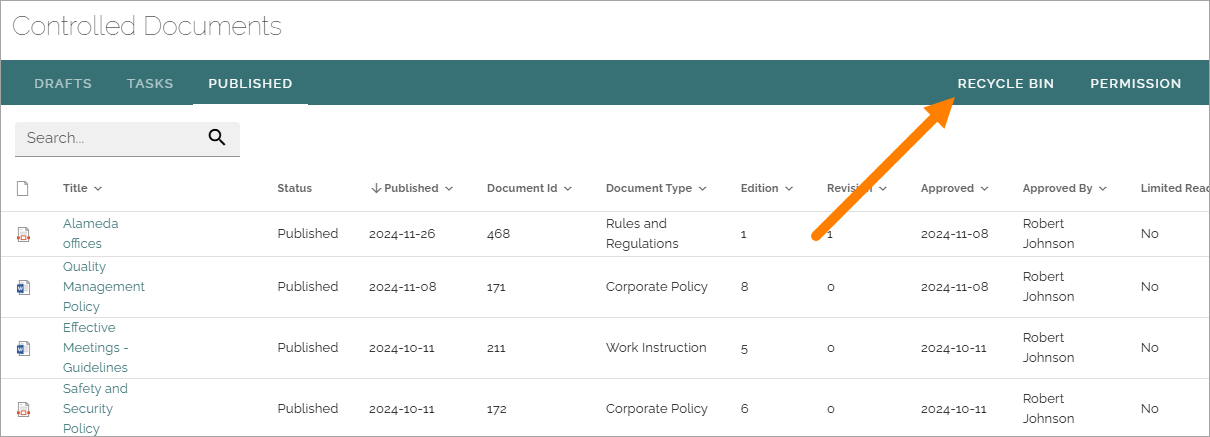 Controlled Documents
DRAFTS TASKS PUBLISHED RECYCLE BIN PERMISSION
Search...
Title Status Published Document Id Document Type Edition Revision Approved Approved By Limited Read
Alameda offices Published 2024-11-26 468 Rules and Regulations 1 1 2024-11-08 Robert Johnson No
Quality Management Policy Published 2024-11-08 171 Corporate Policy 8 0 2024-11-08 Robert Johnson No
Effective Meetings - Guidelines Published 2024-10-11 211 Work Instruction 5 0 2024-10-11 Robert Johnson No
Safety and Security Policy Published 2024-10-11 172 Corporate Policy 6 0 2024-10-11 Robert Johnson No